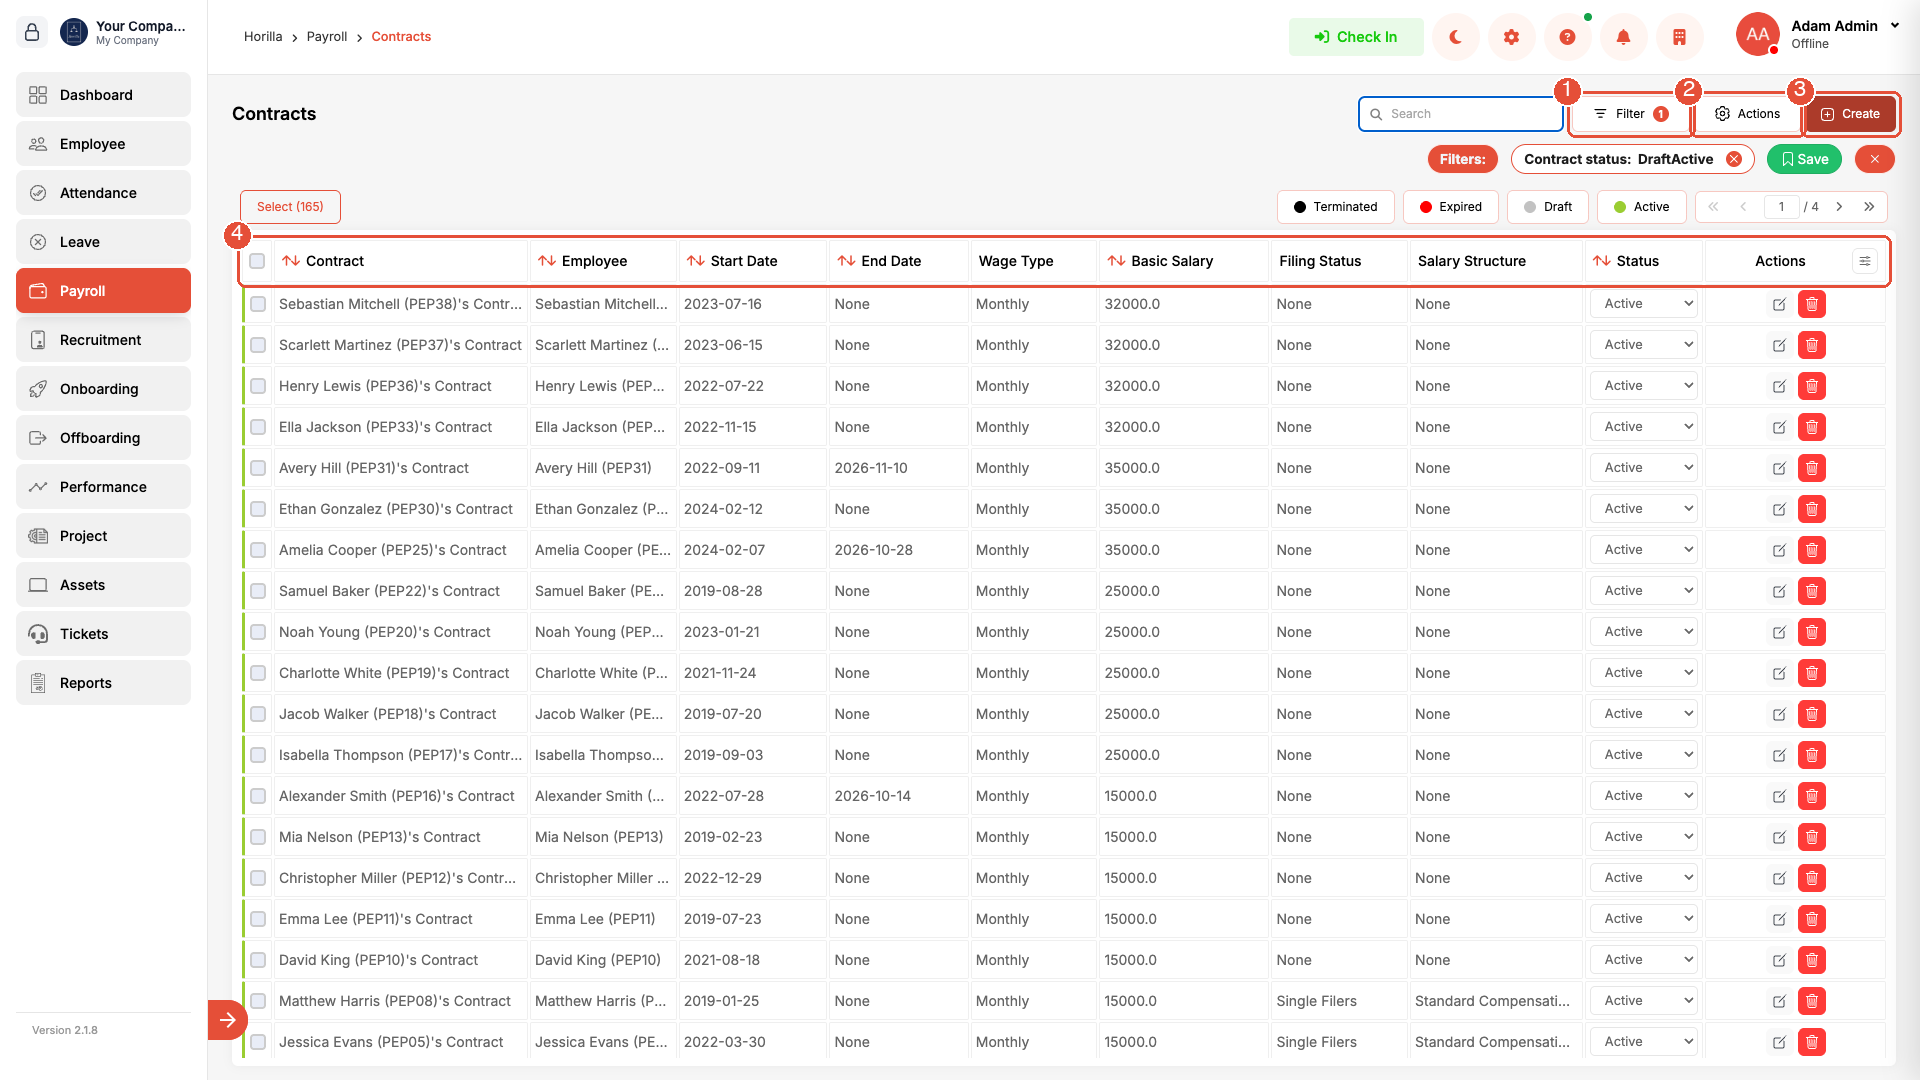 Your Compa...
My Company
Horilla > Payroll > Contracts
Check In
AA
Adam Admin
Offline
Dashboard
Employee
Attendance
Leave
Payroll
Recruitment
Onboarding
Offboarding
Performance
Project
Assets
Tickets
Reports
Version 2.1.8
Contracts
Search
1
Filter 1
2
Actions
3
Create
Filters:
Contract status: DraftActive
Save
Select (165)
Terminated
Expired
Draft
Active
1 / 4
4
Contract Employee Start Date End Date Wage Type Basic Salary Filing Status Salary Structure Status Actions
Sebastian Mitchell (PEP38)'s Contr... Sebastian Mitchell... 2023-07-16 None Monthly 32000.0 None None Active
Scarlett Martinez (PEP37)'s Contract Scarlett Martinez (... 2023-06-15 None Monthly 32000.0 None None Active
Henry Lewis (PEP36)'s Contract Henry Lewis (PEP... 2022-07-22 None Monthly 32000.0 None None Active
Ella Jackson (PEP33)'s Contract Ella Jackson (PEP... 2022-11-15 None Monthly 32000.0 None None Active
Avery Hill (PEP31)'s Contract Avery Hill (PEP31) 2022-09-11 2026-11-10 Monthly 35000.0 None None Active
Ethan Gonzalez (PEP30)'s Contract Ethan Gonzalez (P... 2024-02-12 None Monthly 35000.0 None None Active
Amelia Cooper (PEP25)'s Contract Amelia Cooper (PE... 2024-02-07 2026-10-28 Monthly 35000.0 None None Active
Samuel Baker (PEP22)'s Contract Samuel Baker (PE... 2019-08-28 None Monthly 25000.0 None None Active
Noah Young (PEP20)'s Contract Noah Young (PEP... 2023-01-21 None Monthly 25000.0 None None Active
Charlotte White (PEP19)'s Contract Charlotte White (P... 2021-11-24 None Monthly 25000.0 None None Active
Jacob Walker (PEP18)'s Contract Jacob Walker (PE... 2019-07-20 None Monthly 25000.0 None None Active
Isabella Thompson (PEP17)'s Contr... Isabella Thompso... 2019-09-03 None Monthly 25000.0 None None Active
Alexander Smith (PEP16)'s Contract Alexander Smith (... 2022-07-28 2026-10-14 Monthly 15000.0 None None Active
Mia Nelson (PEP13)'s Contract Mia Nelson (PEP13) 2019-02-23 None Monthly 15000.0 None None Active
Christopher Miller (PEP12)'s Contr... Christopher Miller ... 2022-12-29 None Monthly 15000.0 None None Active
Emma Lee (PEP11)'s Contract Emma Lee (PEP11) 2019-07-23 None Monthly 15000.0 None None Active
David King (PEP10)'s Contract David King (PEP10) 2021-08-18 None Monthly 15000.0 None None Active
Matthew Harris (PEP08)'s Contract Matthew Harris (P... 2019-01-25 None Monthly 15000.0 Single Filers Standard Compensati... Active
Jessica Evans (PEP05)'s Contract Jessica Evans (PE... 2022-03-30 None Monthly 15000.0 Single Filers Standard Compensati... Active